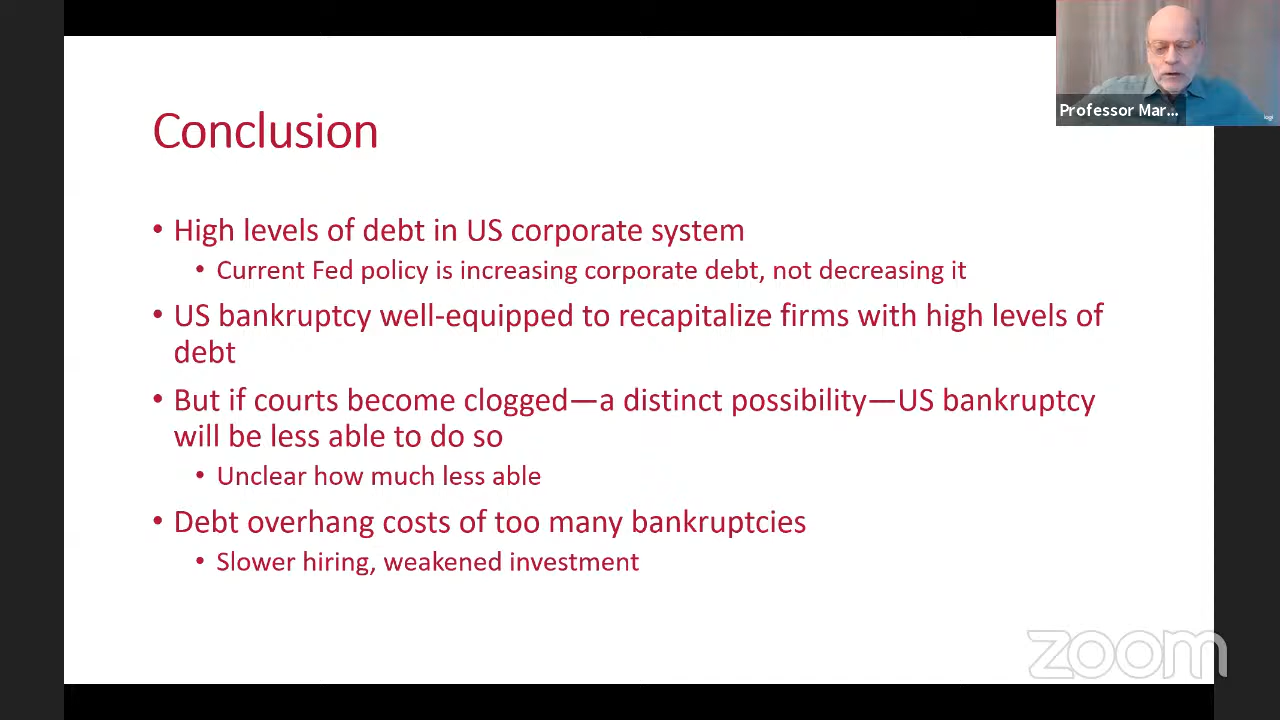 Professor Mar...
Conclusion
• High levels of debt in US corporate system
• Current Fed policy is increasing corporate debt, not decreasing it
• US bankruptcy well-equipped to recapitalize firms with high levels of
debt
• But if courts become clogged—a distinct possibility—US bankruptcy
will be less able to do so
• Unclear how much less able
• Debt overhang costs of too many bankruptcies
• Slower hiring, weakened investment
zoom